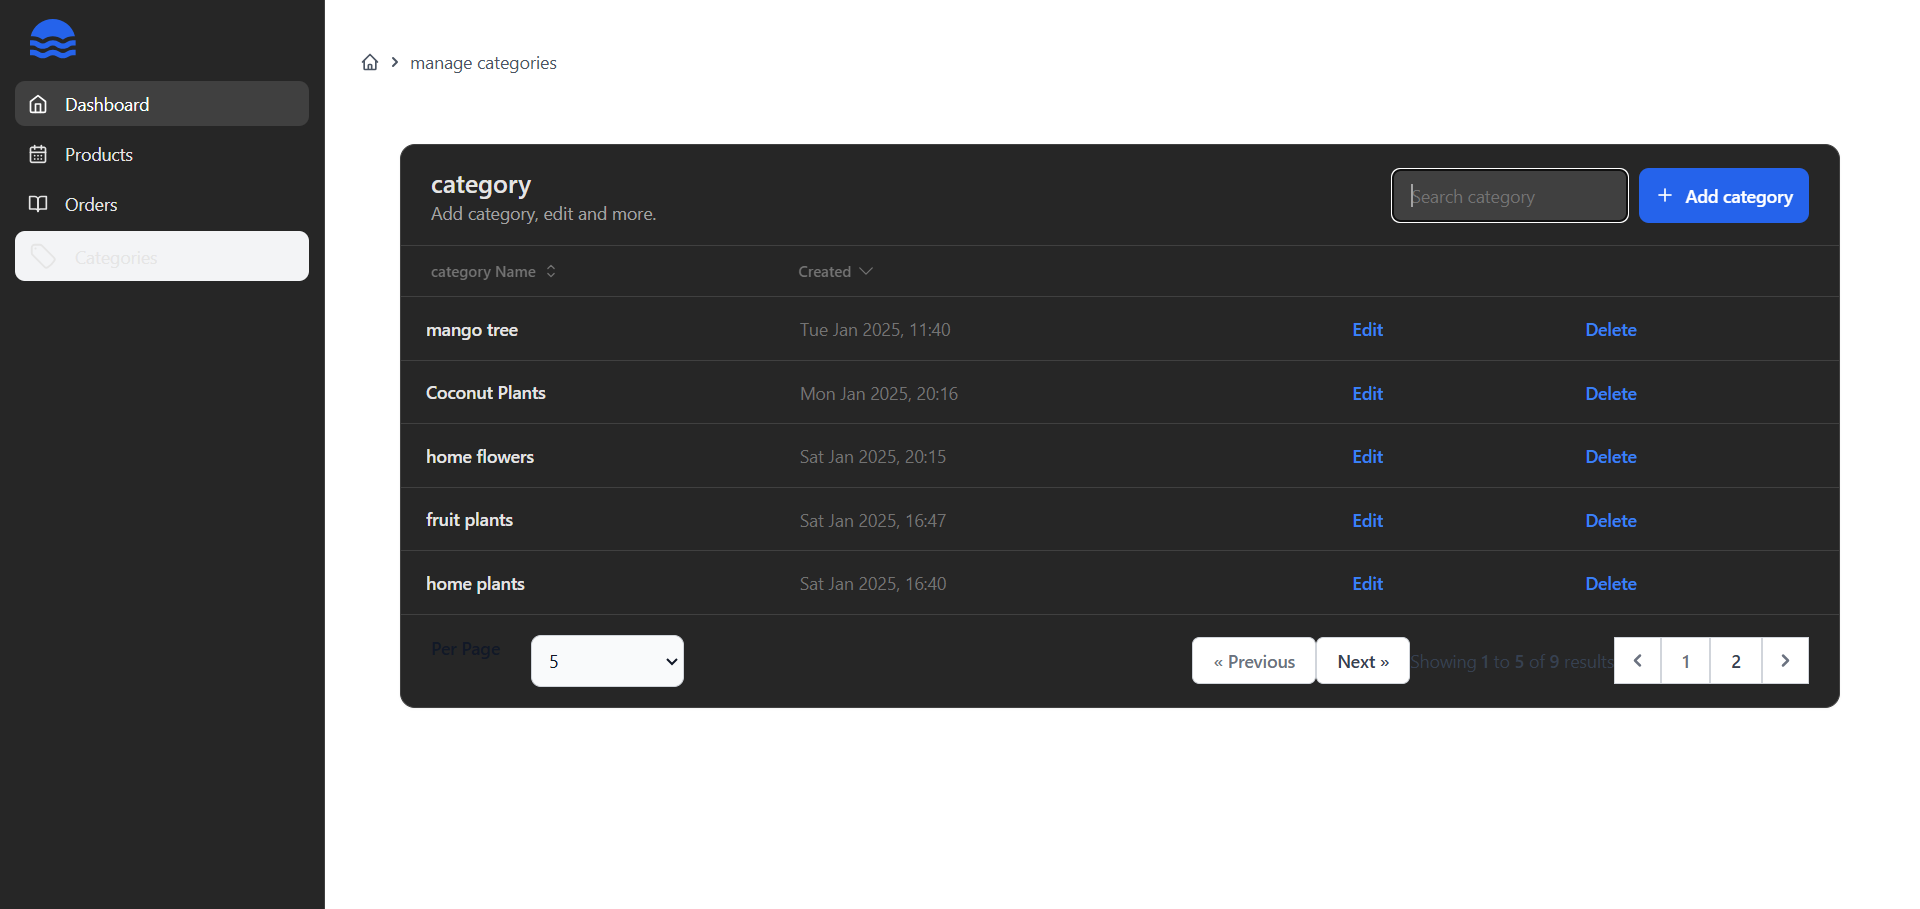 manage categories
Dashboard
Products
Orders
Categories
category
Add category, edit and more.
Search category
+ Add category
category Name
Created
mango tree Tue Jan 2025, 11:40 Edit Delete
Coconut Plants Mon Jan 2025, 20:16 Edit Delete
home flowers Sat Jan 2025, 20:15 Edit Delete
fruit plants Sat Jan 2025, 16:47 Edit Delete
home plants Sat Jan 2025, 16:40 Edit Delete
Per Page 5 « Previous Next » Showing 1 to 5 of 9 results 1 2